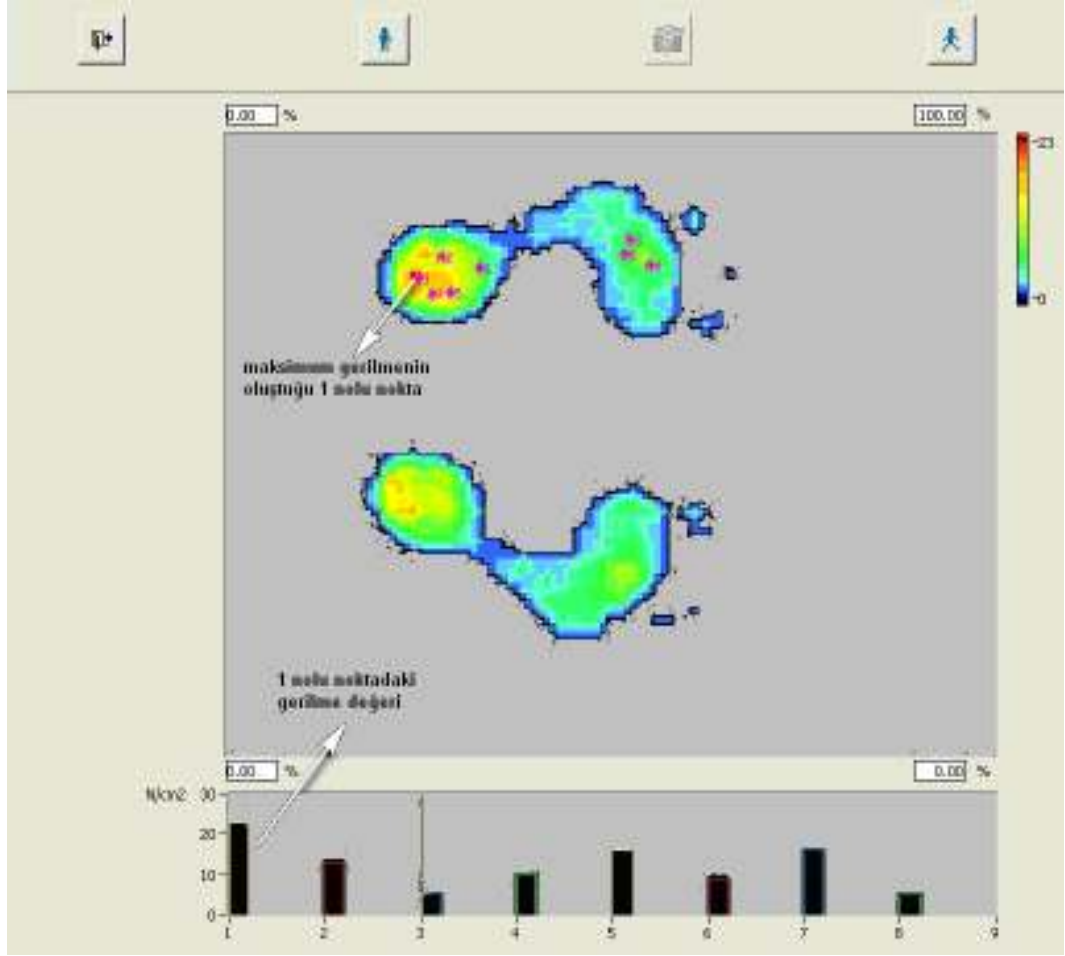 0.00 %
100.00 %
23
0
maksimum gerilmenin
oluştuğu 1 nolu nokta
1 nolu noktadaki
gerilme değeri
0.00 %
0.00 %
N/cm2
30
20
10
0
1 2 3 4 5 6 7 8 9